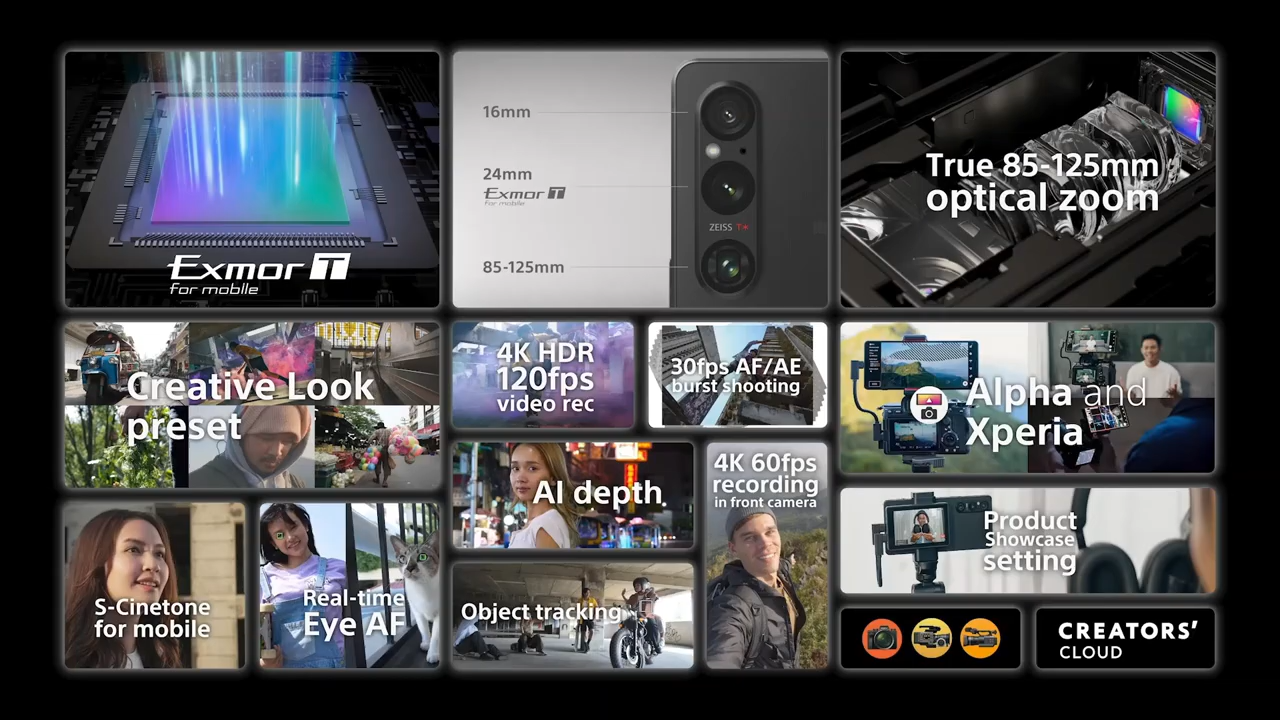 Exmor T
for mobile
16mm
24mm
Exmor T
for mobile
85-125mm
ZEISS T*
True 85-125mm
optical zoom
Creative Look
preset
4K HDR
120fps
video rec
30fps AF/AE
burst shooting
Alpha and
Xperia
AI depth
4K 60fps
recording
in front camera
Product
Showcase
setting
S-Cinetone
for mobile
Real-time
Eye AF
Object tracking
CREATORS'
CLOUD